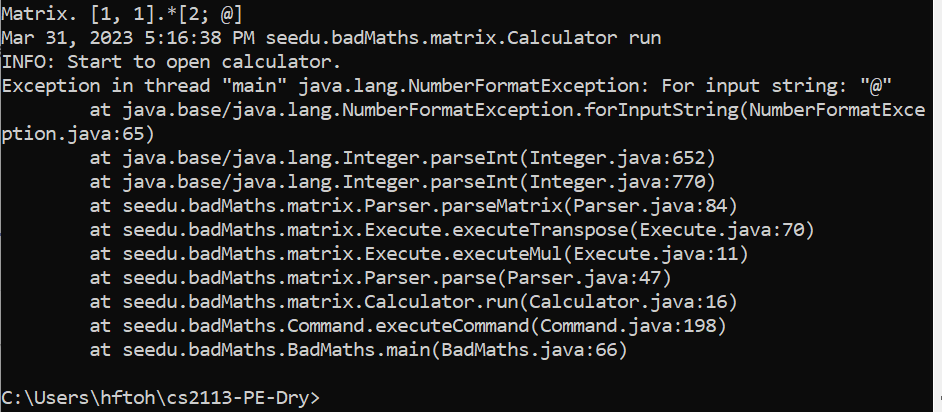 Matrix. [1, 1].*[2; @]
Mar 31, 2023 5:16:38 PM seedu.badMaths.matrix.Calculator run
INFO: Start to open calculator.
Exception in thread "main" java.lang.NumberFormatException: For input string: "@"
        at java.base/java.lang.NumberFormatException.forInputString(NumberFormatExce
ption.java:65)
        at java.base/java.lang.Integer.parseInt(Integer.java:652)
        at java.base/java.lang.Integer.parseInt(Integer.java:770)
        at seedu.badMaths.matrix.Parser.parseMatrix(Parser.java:84)
        at seedu.badMaths.matrix.Execute.executeTranspose(Execute.java:70)
        at seedu.badMaths.matrix.Execute.executeMul(Execute.java:11)
        at seedu.badMaths.matrix.Parser.parse(Parser.java:47)
        at seedu.badMaths.matrix.Calculator.run(Calculator.java:16)
        at seedu.badMaths.Command.executeCommand(Command.java:198)
        at seedu.badMaths.BadMaths.main(BadMaths.java:66)
C:\Users\hftoh\cs2113-PE-Dry>